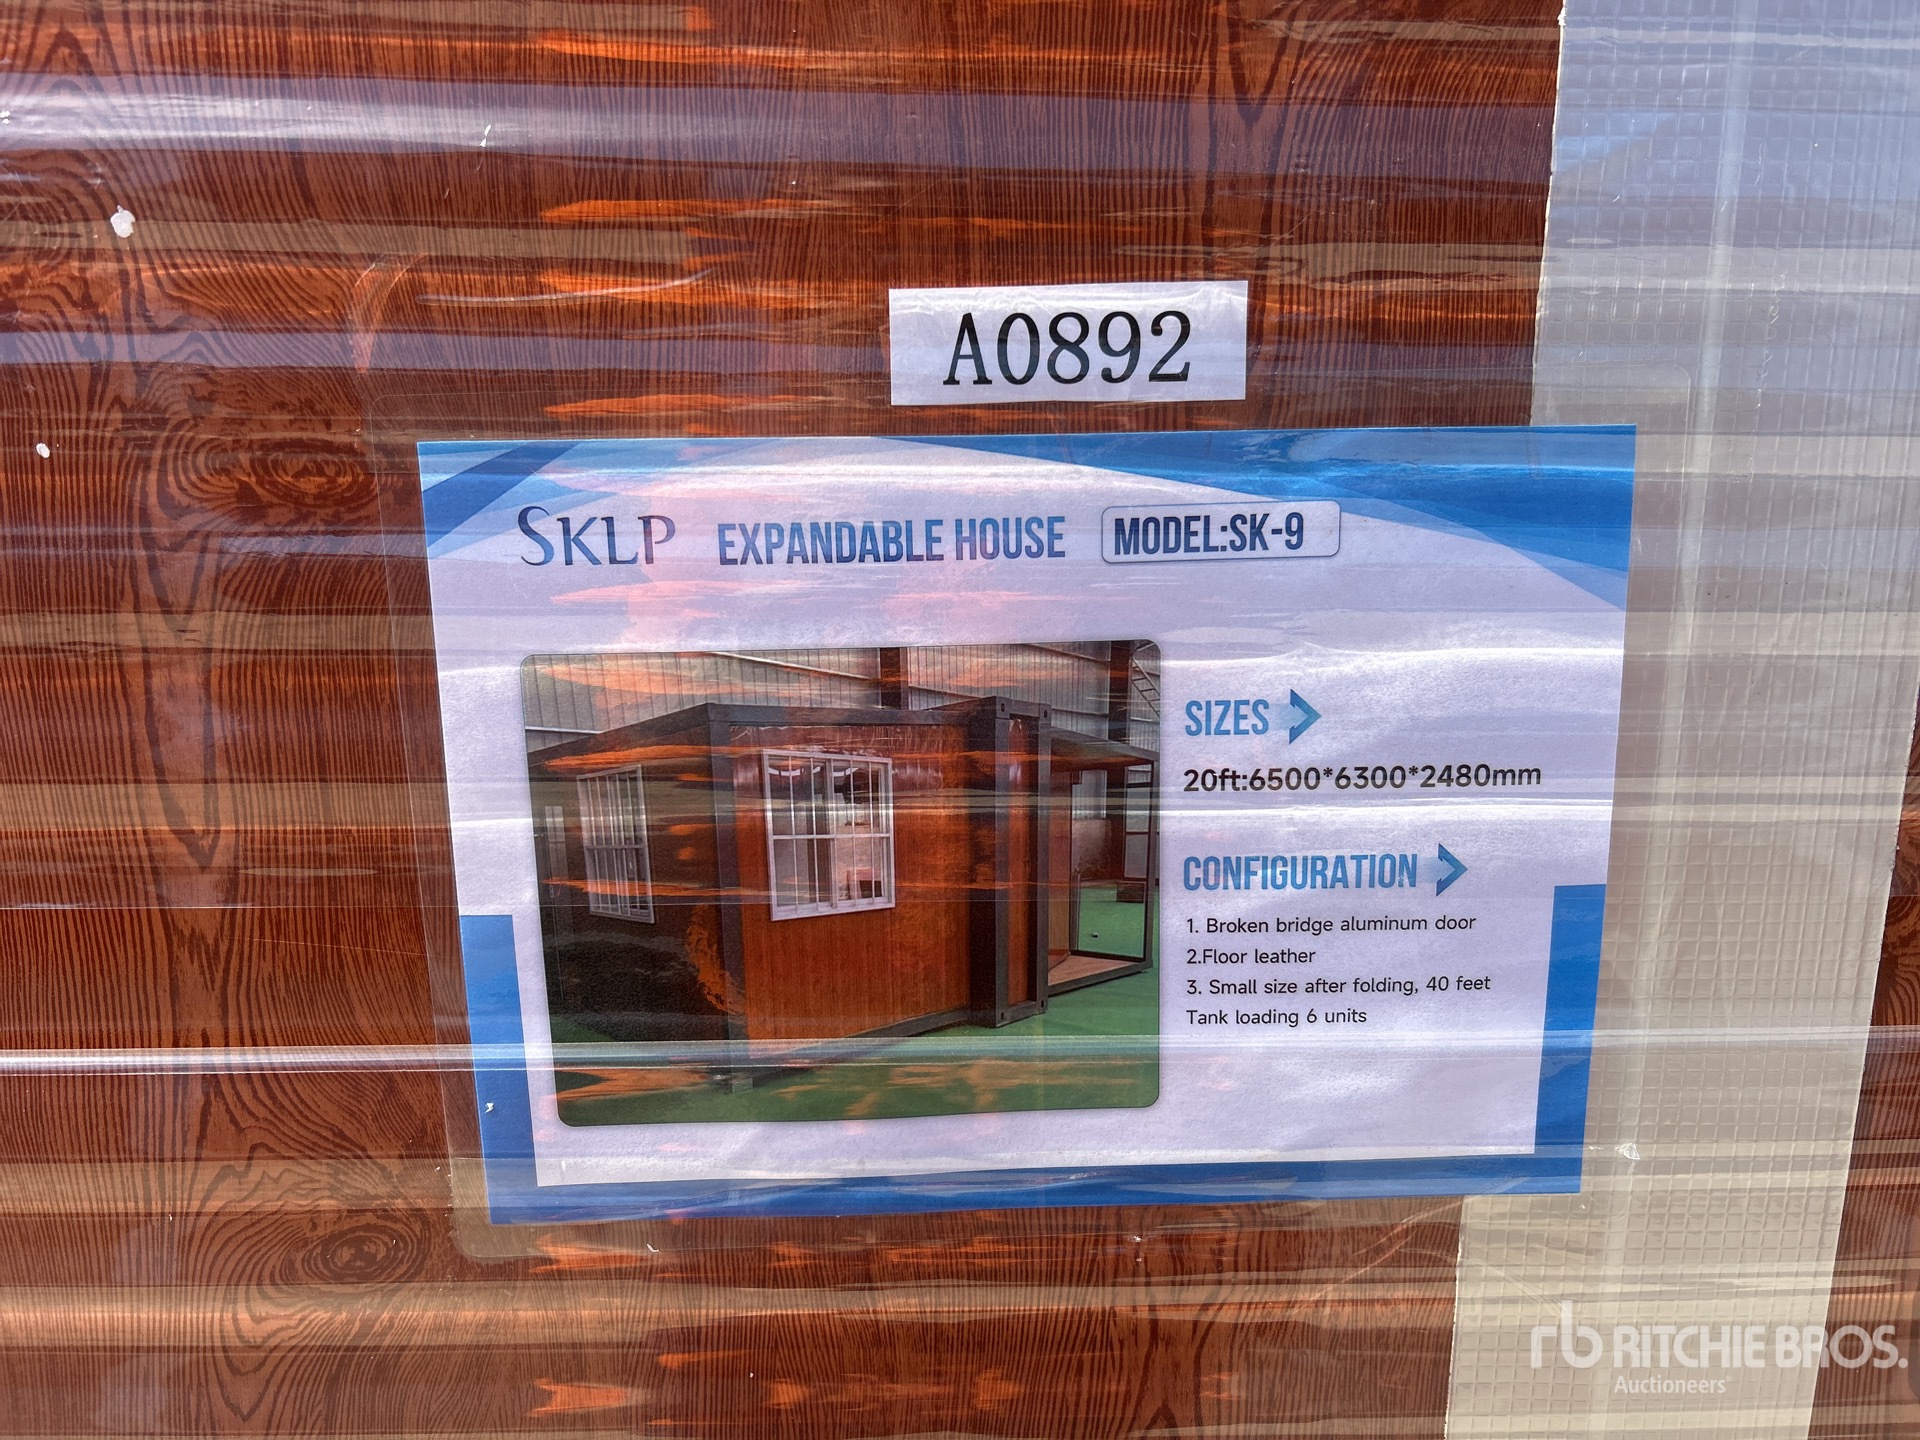 A0892
SKLP EXPANDABLE HOUSE MODEL:SK-9
SIZES
20ft:6500*6300*2480mm
CONFIGURATION
1. Broken bridge aluminum door
2.Floor leather
3. Small size after folding, 40 feet
Tank loading 6 units
rb RITCHIE BROS.
Auctioneers